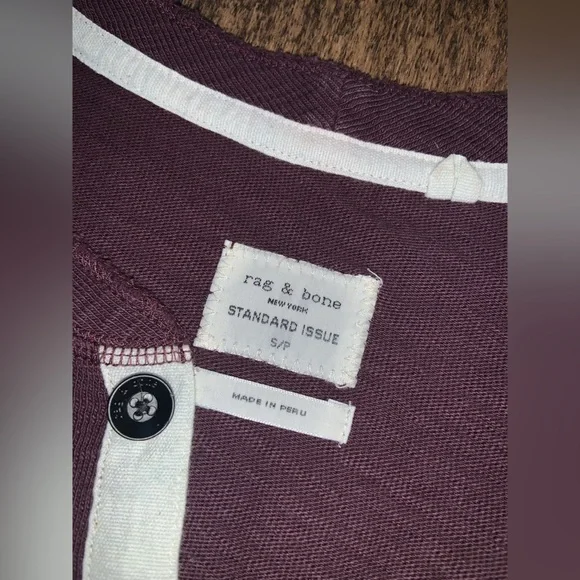 rag & bone
NEW YORK
STANDARD ISSUE
S/P
MADE IN PERU